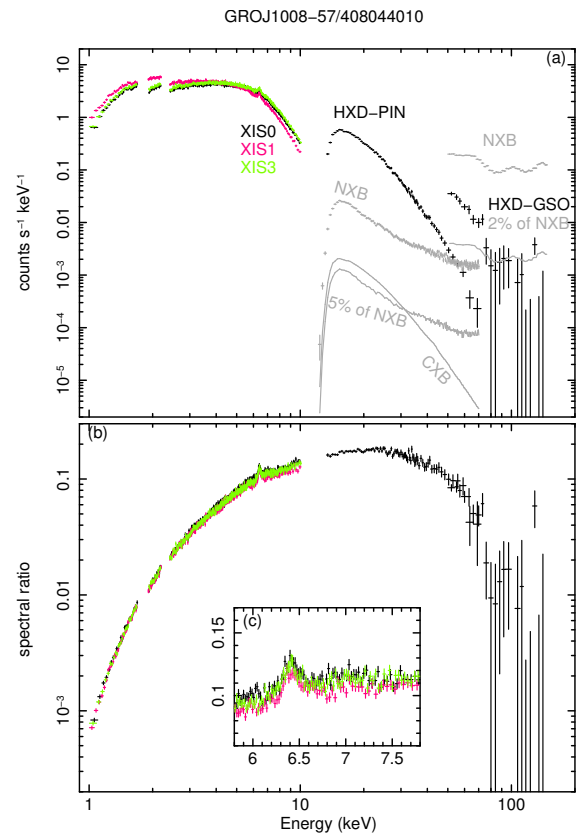 GROJ1008−57/408044010
(a)
10
1
0.1
0.01
10⁻³
10⁻⁴
10⁻⁵
counts s⁻¹ keV⁻¹
XIS0
XIS1
XIS3
HXD−PIN
NXB
NXB
HXD−GSO
2% of NXB
5% of NXB
CXB
(b)
0.1
0.01
10⁻³
spectral ratio
(c)
0.15
0.1
6
6.5
7
7.5
1
10
100
Energy (keV)